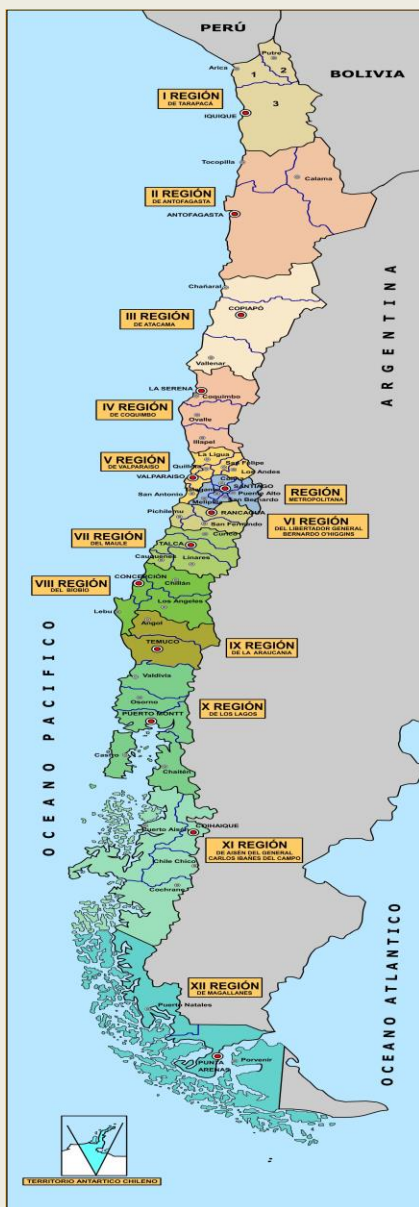 PERÚ
BOLIVIA
Putre
Arica
1
2
3
I REGIÓN
DE TARAPACÁ
IQUIQUE
Tocopilla
Calama
II REGIÓN
DE ANTOFAGASTA
ANTOFAGASTA
ARGENTINA
Chañaral
COPIAPÓ
III REGIÓN
DE ATACAMA
Vallenar
LA SERENA
Coquimbo
IV REGIÓN
DE COQUIMBO
Ovalle
Illapel
La Ligua
V REGIÓN
DE VALPARAISO
Quillota
San Felipe
Los Andes
VALPARAISO
SANTIAGO
REGIÓN
METROPOLITANA
Puente Alto
San Antonio
San Bernardo
Melipilla
Pichilemu
RANCAGUA
VI REGIÓN
DEL LIBERTADOR GENERAL
BERNARDO O'HIGGINS
San Fernando
Curicó
VII REGIÓN
DEL MAULE
TALCA
Cauquenes
Linares
VIII REGIÓN
DEL BIOBIO
CONCEPCIÓN
Chillán
Lebu
Los Angeles
Angol
TEMUCO
IX REGIÓN
DE LA ARAUCANIA
Valdivia
Osorno
X REGIÓN
DE LOS LAGOS
PUERTO MONTT
OCEANO PACIFICO
Castro
Chaitén
Puerto Aisén
COIHAIQUE
XI REGIÓN
DE AISÉN DEL GENERAL
CARLOS IBAÑES DEL CAMPO
Chile Chico
Cochrane
OCEANO ATLANTICO
XII REGIÓN
DE MAGALLANES
Puerto Natales
PUNTA
ARENAS
Porvenir
TERRITORIO ANTARTICO CHILENO